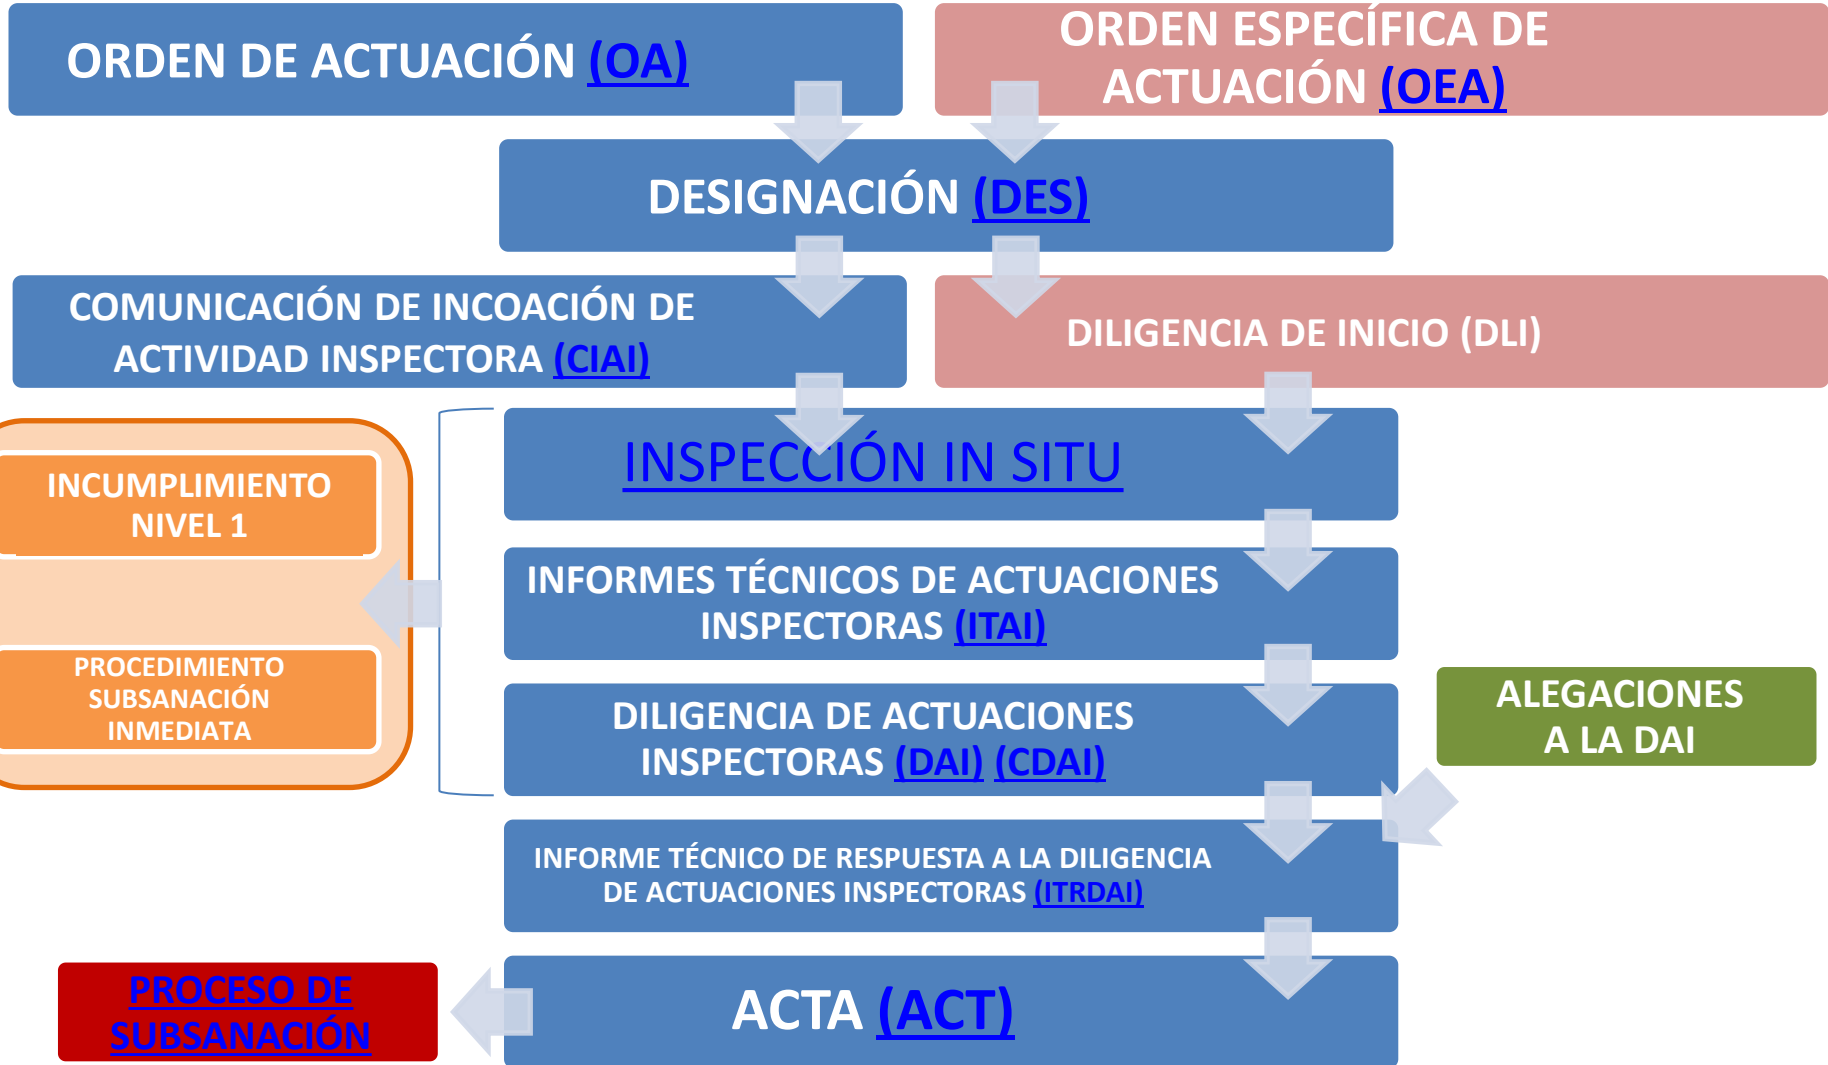 ORDEN DE ACTUACIÓN (OA)
ORDEN ESPECÍFICA DE
ACTUACIÓN (OEA)
DESIGNACIÓN (DES)
COMUNICACIÓN DE INCOACIÓN DE
ACTIVIDAD INSPECTORA (CIAI)
DILIGENCIA DE INICIO (DLI)
INSPECCIÓN IN SITU
INCUMPLIMIENTO
NIVEL 1
INFORMES TÉCNICOS DE ACTUACIONES
INSPECTORAS (ITAI)
PROCEDIMIENTO
SUBSANACIÓN
INMEDIATA
DILIGENCIA DE ACTUACIONES
INSPECTORAS (DAI) (CDAI)
ALEGACIONES
A LA DAI
INFORME TÉCNICO DE RESPUESTA A LA DILIGENCIA
DE ACTUACIONES INSPECTORAS (ITRDAI)
PROCESO DE
SUBSANACIÓN
ACTA (ACT)